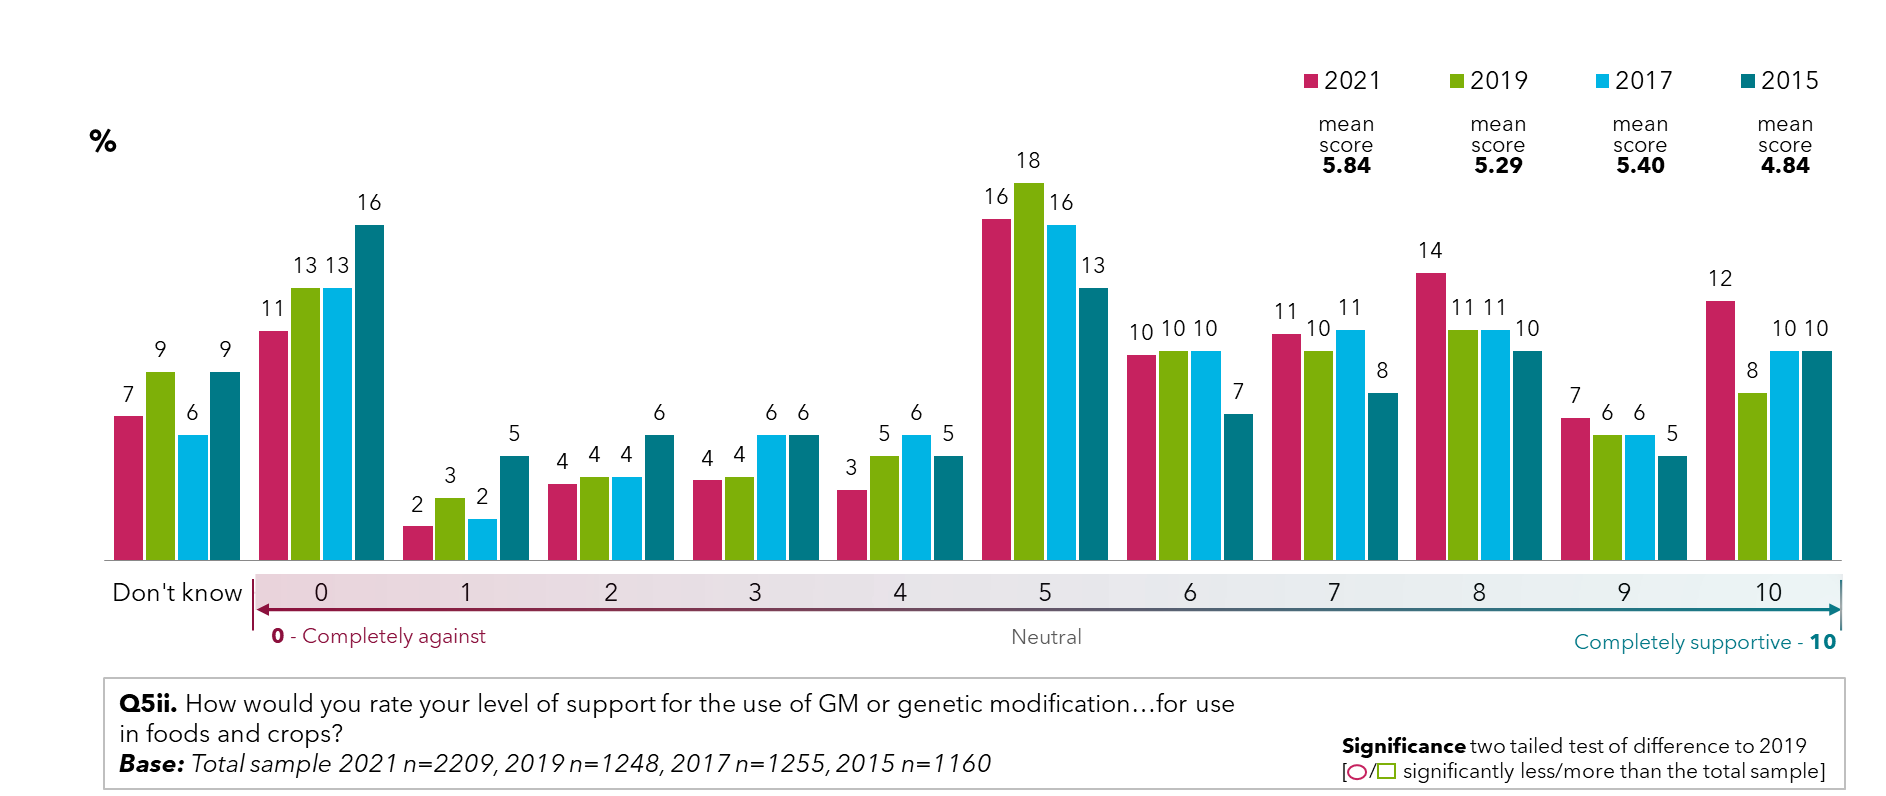 2021 2019 2017 2015
mean mean mean mean
score score score score
5.84 5.29 5.40 4.84
%
7 9 6 9
11 13 13 16
2 3 2 5
4 4 4 6
4 4 6 6
3 5 6 5
16 18 16 13
10 10 10 7
11 10 11 8
14 11 11 10
7 6 6 5
12 8 10 10
Don't know 0 1 2 3 4 5 6 7 8 9 10
0 - Completely against Neutral Completely supportive - 10
Q5ii. How would you rate your level of support for the use of GM or genetic modification…for use
in foods and crops?
Base: Total sample 2021 n=2209, 2019 n=1248, 2017 n=1255, 2015 n=1160
Significance two tailed test of difference to 2019
[ / significantly less/more than the total sample]